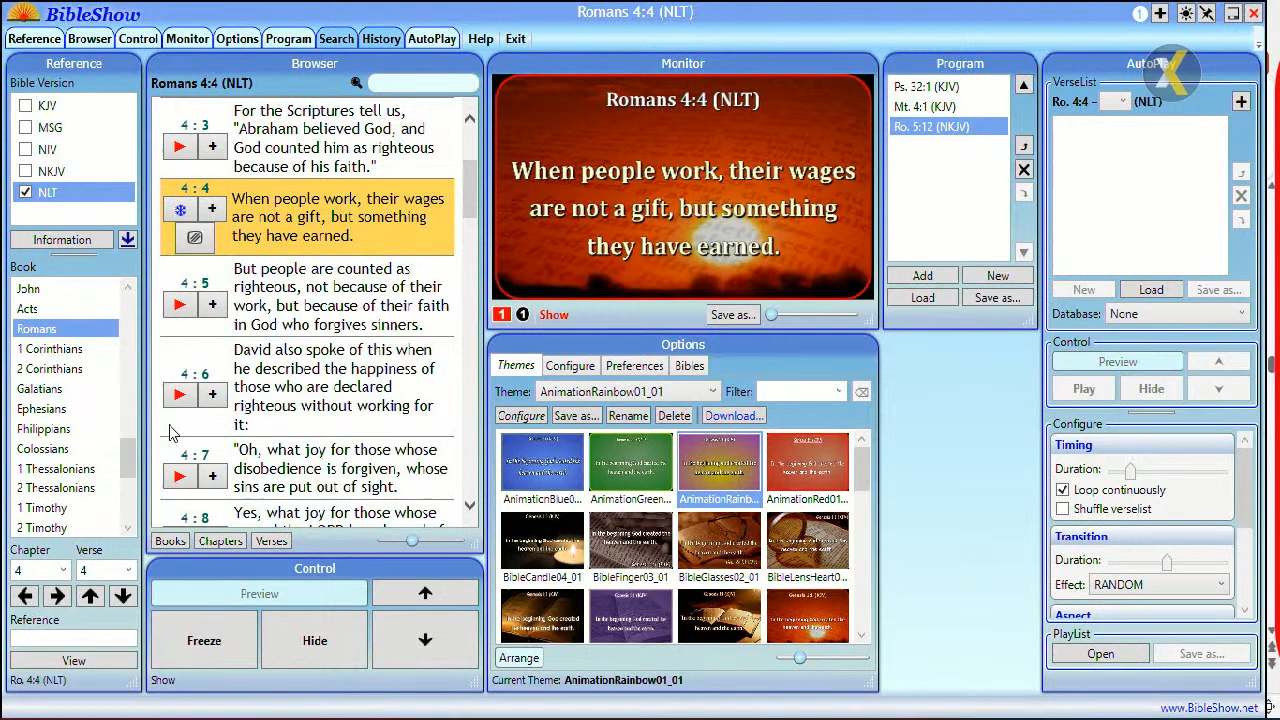 BibleShow
Romans 4:4 (NLT)
Reference Browser Control Monitor Options Program Search History AutoPlay Help Exit
Reference
Bible Version
KJV
MSG
NIV
NKJV
NLT
Information
Book
John
Acts
Romans
1 Corinthians
2 Corinthians
Galatians
Ephesians
Philippians
Colossians
1 Thessalonians
2 Thessalonians
1 Timothy
2 Timothy
Chapter Verse
4 4
Reference
View
Ro. 4:4 (NLT)
Browser
Romans 4:4 (NLT)
4 : 3
For the Scriptures tell us,
"Abraham believed God, and
God counted him as righteous
because of his faith."
4 : 4
When people work, their wages
are not a gift, but something
they have earned.
4 : 5
But people are counted as
righteous, not because of their
work, but because of their faith
in God who forgives sinners.
4 : 6
David also spoke of this when
he described the happiness of
those who are declared
righteous without working for
it:
4 : 7
"Oh, what joy for those whose
disobedience is forgiven, whose
sins are put out of sight.
4 : 8
Yes, what joy for those whose
Books Chapters Verses
Control
Preview
Freeze Hide
Show
Monitor
Romans 4:4 (NLT)
When people work, their wages
are not a gift, but something
they have earned.
1 1 Show Save as...
Options
Themes Configure Preferences Bibles
Theme: AnimationRainbow01_01 Filter:
Configure Save as... Rename Delete Download...
AnimationBlue0... AnimationGreen... AnimationRainb... AnimationRed01...
BibleCandle04_01 BibleFinger03_01 BibleGlasses02_01 BibleLensHeart0...
Arrange
Current Theme: AnimationRainbow01_01
Program
Ps. 32:1 (KJV)
Mt. 4:1 (KJV)
Ro. 5:12 (NKJV)
Add New
Load Save as...
1
X
AutoPlay
VerseList
Ro. 4:4 – (NLT)
New Load Save as...
Database: None
Control
Preview
Play Hide
Configure
Timing
Duration:
Loop continuously
Shuffle verselist
Transition
Duration:
Effect: RANDOM
Aspect
PlayList
Open Save as...
www.BibleShow.net